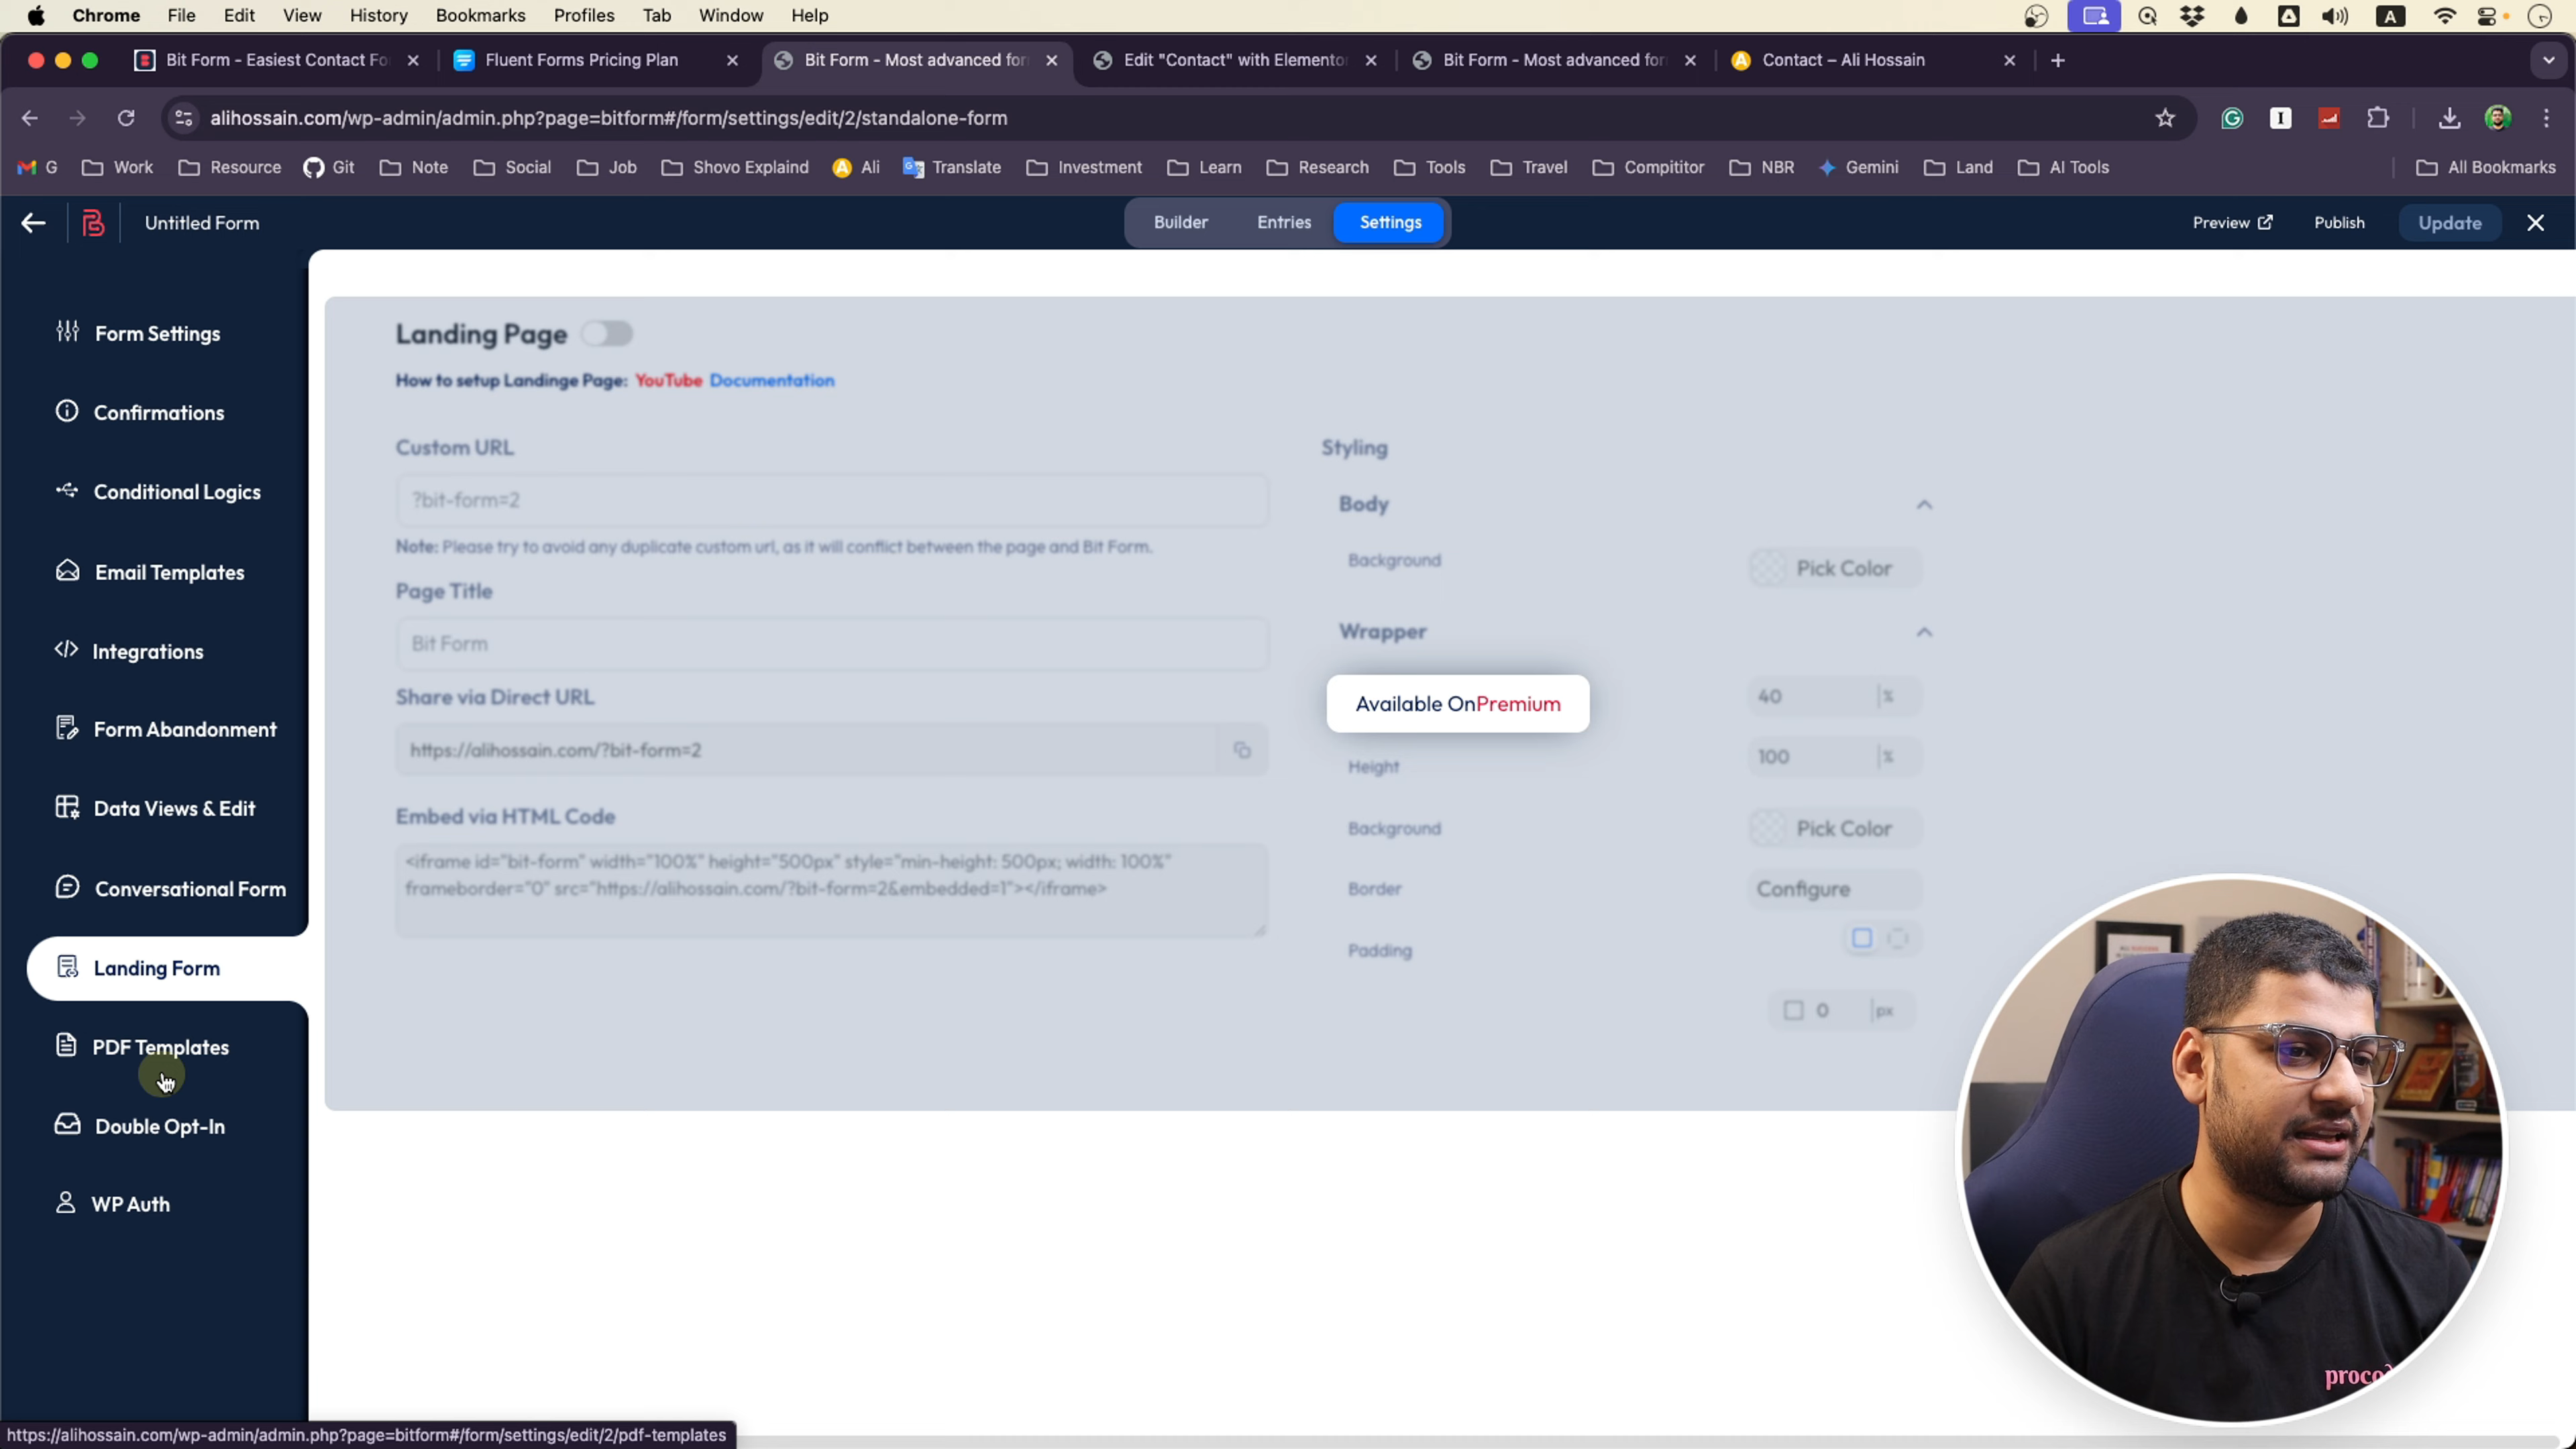 Chrome File Edit View History Bookmarks Profiles Tab Window Help
Bit Form - Easiest Contact Fo Fluent Forms Pricing Plan Bit Form - Most advanced for Edit "Contact" with Elementor Bit Form - Most advanced for Contact – Ali Hossain
alihossain.com/wp-admin/admin.php?page=bitform#/form/settings/edit/2/standalone-form
G Work Resource Git Note Social Job Shovo Explaind Ali Translate Investment Learn Research Tools Travel Compititor NBR Gemini Land AI Tools All Bookmarks
Untitled Form Builder Entries Settings Preview Publish Update
Form Settings
Confirmations
Conditional Logics
Email Templates
Integrations
Form Abandonment
Data Views & Edit
Conversational Form
Landing Form
PDF Templates
Double Opt-In
WP Auth
Landing Page
How to setup Landinge Page: YouTube Documentation
Custom URL
?bit-form=2
Note: Please try to avoid any duplicate custom url, as it will conflict between the page and Bit Form.
Page Title
Bit Form
Share via Direct URL
https://alihossain.com/?bit-form=2
Embed via HTML Code
<iframe id="bit-form" width="100%" height="500px" style="min-height: 500px; width: 100%"
frameborder="0" src="https://alihossain.com/?bit-form=2&embedded=1"></iframe>
Styling
Body
Background Pick Color
Wrapper
Available OnPremium
40 %
Height 100 %
Background Pick Color
Border Configure
Padding
0 px
https://alihossain.com/wp-admin/admin.php?page=bitform#/form/settings/edit/2/pdf-templates